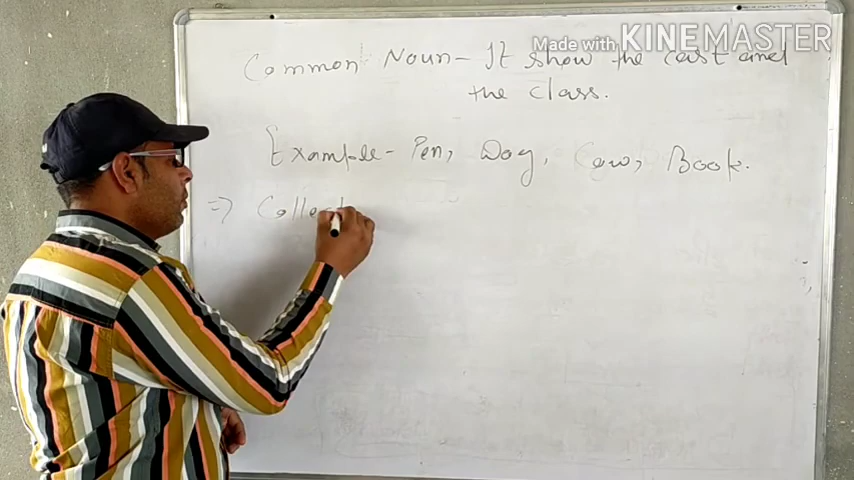 Made with KINEMASTER
Common Noun - It show the cast and
the class.
Example - Pen, Dog, Cow, Book.
⇒ Collect